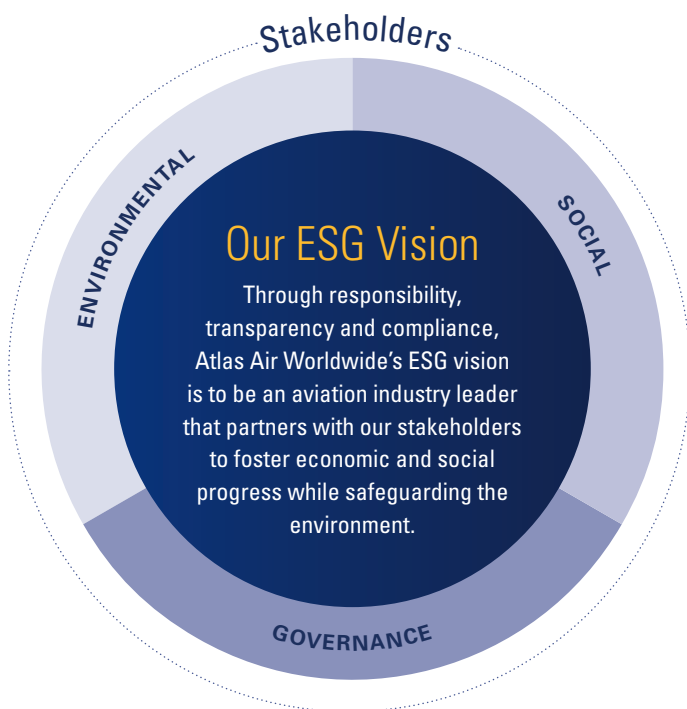 Stakeholders
ENVIRONMENTAL
SOCIAL
Our ESG Vision
Through responsibility,
transparency and compliance,
Atlas Air Worldwide’s ESG vision
is to be an aviation industry leader
that partners with our stakeholders
to foster economic and social
progress while safeguarding the
environment.
GOVERNANCE